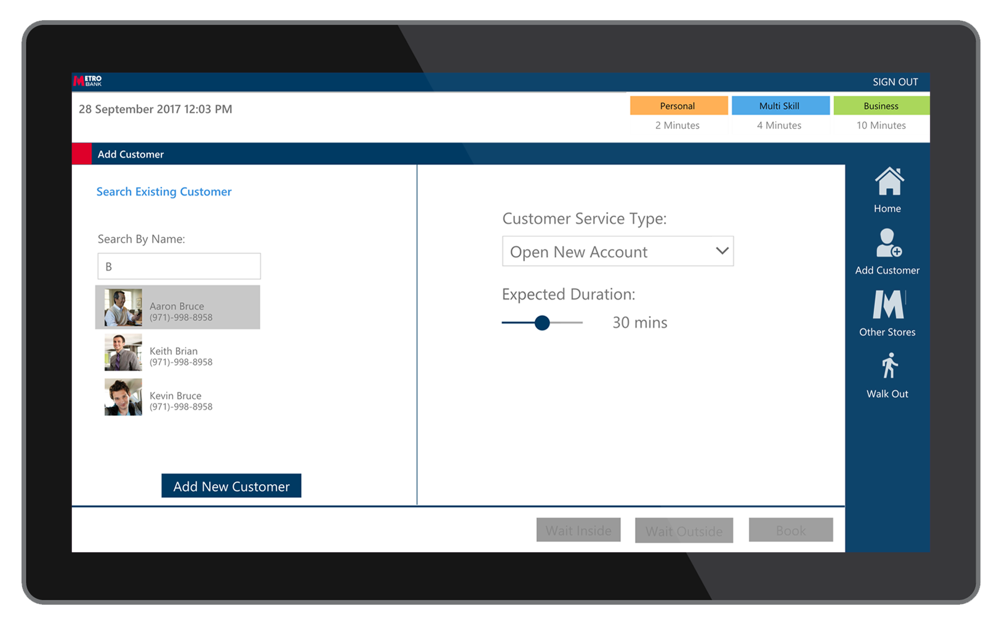 METRO BANK
SIGN OUT
28 September 2017 12:03 PM
Personal
Multi Skill
Business
2 Minutes
4 Minutes
10 Minutes
Add Customer
Search Existing Customer
Search By Name:
B
Aaron Bruce
(971)-998-8958
Keith Brian
(971)-998-8958
Kevin Bruce
(971)-998-8958
Add New Customer
Customer Service Type:
Open New Account
Expected Duration:
30 mins
Wait Inside
Wait Outside
Book
Home
Add Customer
M
Other Stores
Walk Out